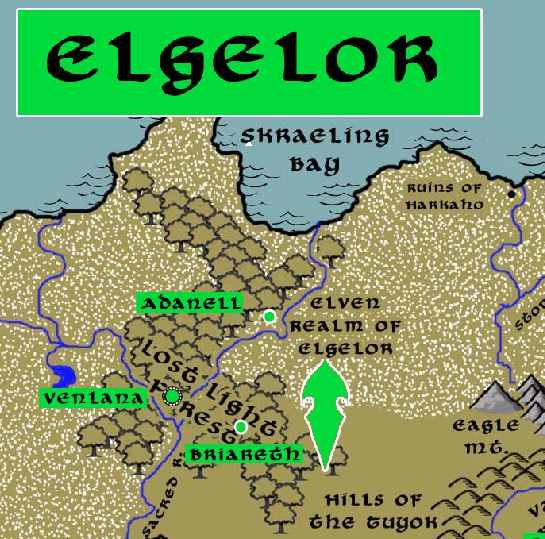 ELGELOR
SKRAELING
BAY
RUINS OF
HARKAHO
ADANELL
ELVEN
REALM OF
ELGELOR
LOST LIGHT
FOREST
VENLANA
BRIARETH
EAGLE
MT.
SACRED R.
HILLS OF
THE TUYOK